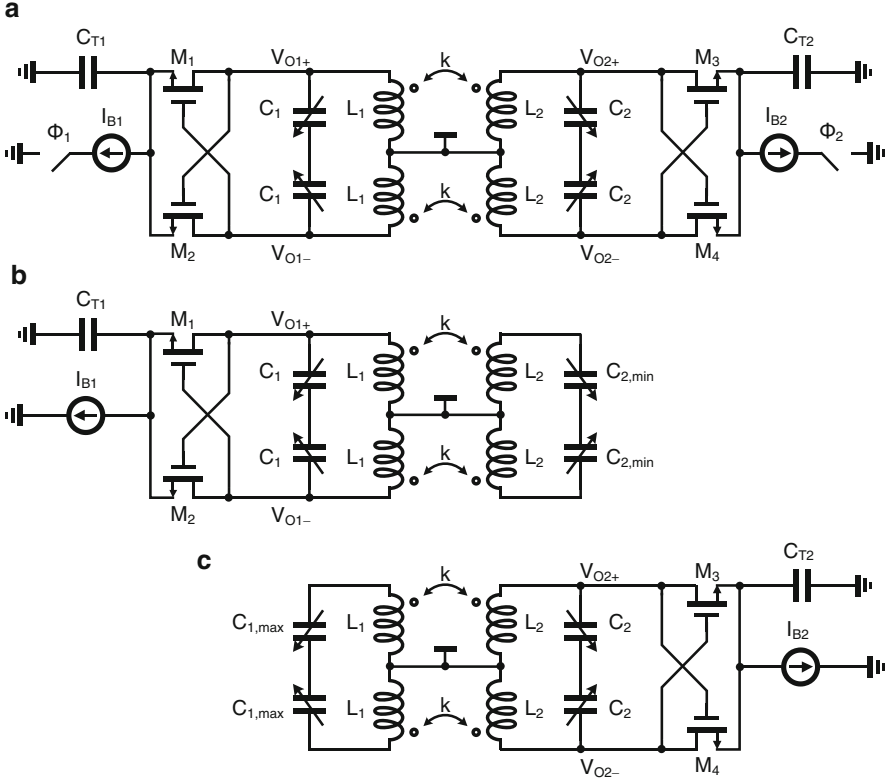 a
C_T1 M_1 V_O1+ k V_O2+ M_3 C_T2
Φ_1 I_B1 C_1 L_1 L_2 C_2 I_B2 Φ_2
C_1 L_1 k L_2 C_2
M_2 V_O1– V_O2– M_4
b
C_T1 M_1 V_O1+ k
I_B1 C_1 L_1 L_2 C_2,min
C_1 L_1 k L_2 C_2,min
M_2 V_O1–
c
k V_O2+ M_3 C_T2
C_1,max L_1 L_2 C_2 I_B2
C_1,max L_1 k L_2 C_2
V_O2– M_4